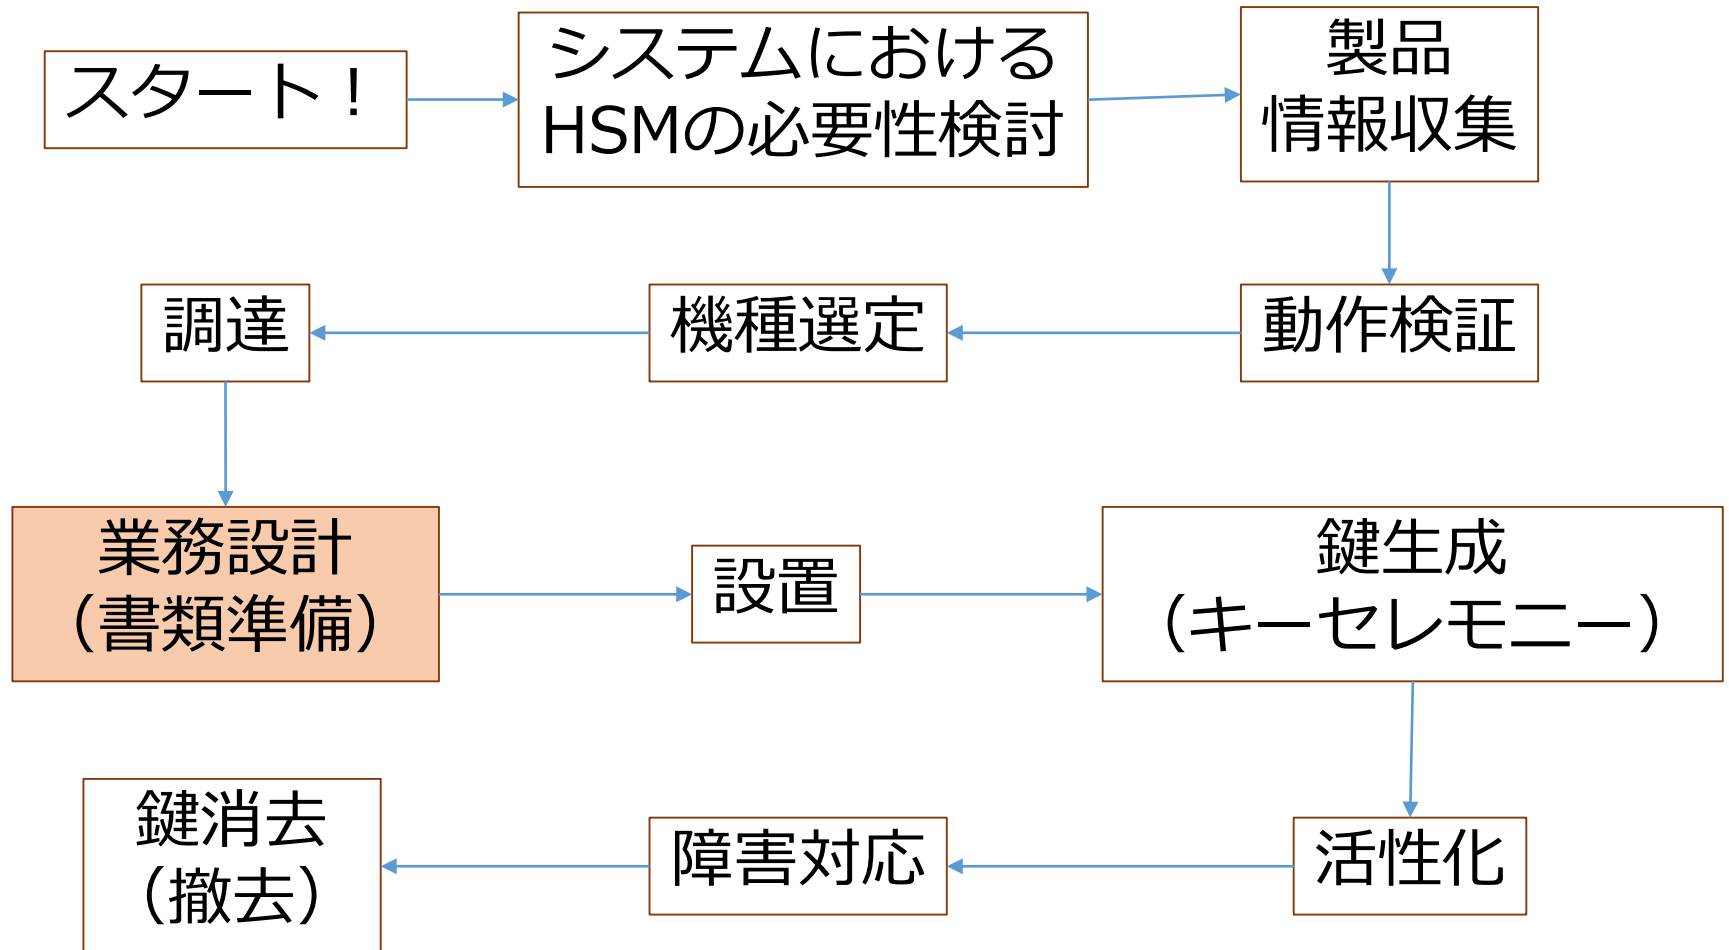 スタート！
システムにおける
HSMの必要性検討
製品
情報収集
動作検証
機種選定
調達
業務設計
（書類準備）
設置
鍵生成
（キーセレモニー）
活性化
障害対応
鍵消去
（撤去）